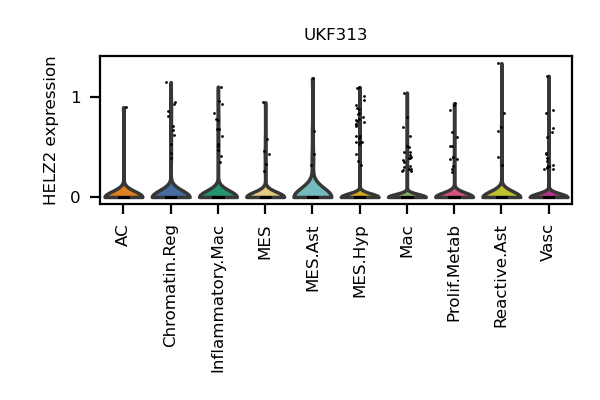 UKF313
HELZ2 expression
1
0
AC
Chromatin.Reg
Inflammatory.Mac
MES
MES.Ast
MES.Hyp
Mac
Prolif.Metab
Reactive.Ast
Vasc